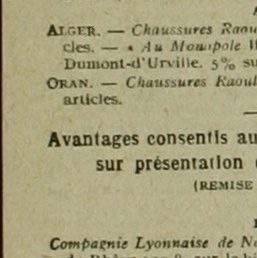 ALGER. — Chaussures Raou
cles. — « Au Monopole
Dumont-d'Urville. 5% su
ORAN. — Chaussures Raoul
articles.
Avantages consentis au
sur présentation
(REMISE
Compagnie Lyonnaise de